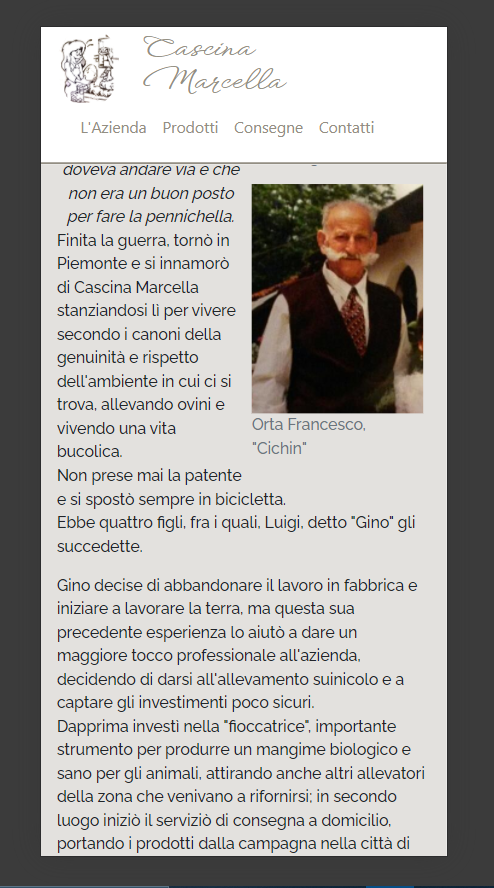 Cascina
Marcella
L'Azienda Prodotti Consegne Contatti
doveva andare via e che
non era un buon posto
per fare la pennichella.
Finita la guerra, tornò in
Piemonte e si innamorò
di Cascina Marcella
stanziandosi lì per vivere
secondo i canoni della
genuinità e rispetto
dell'ambiente in cui ci si
trova, allevando ovini e
vivendo una vita
bucolica.
Orta Francesco,
"Cichin"
Non prese mai la patente
e si spostò sempre in bicicletta.
Ebbe quattro figli, fra i quali, Luigi, detto "Gino" gli
succedette.
Gino decise di abbandonare il lavoro in fabbrica e
iniziare a lavorare la terra, ma questa sua
precedente esperienza lo aiutò a dare un
maggiore tocco professionale all'azienda,
decidendo di darsi all'allevamento suinicolo e a
captare gli investimenti poco sicuri.
Dapprima investì nella "fioccatrice", importante
strumento per produrre un mangime biologico e
sano per gli animali, attirando anche altri allevatori
della zona che venivano a rifornirsi; in secondo
luogo iniziò il serviziò di consegna a domicilio,
portando i prodotti dalla campagna nella città di